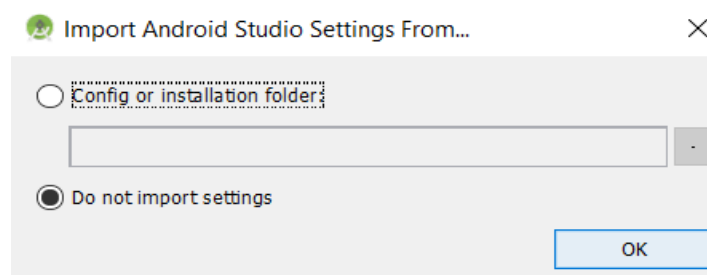 Import Android Studio Settings From...
Config or installation folder:
Do not import settings
OK